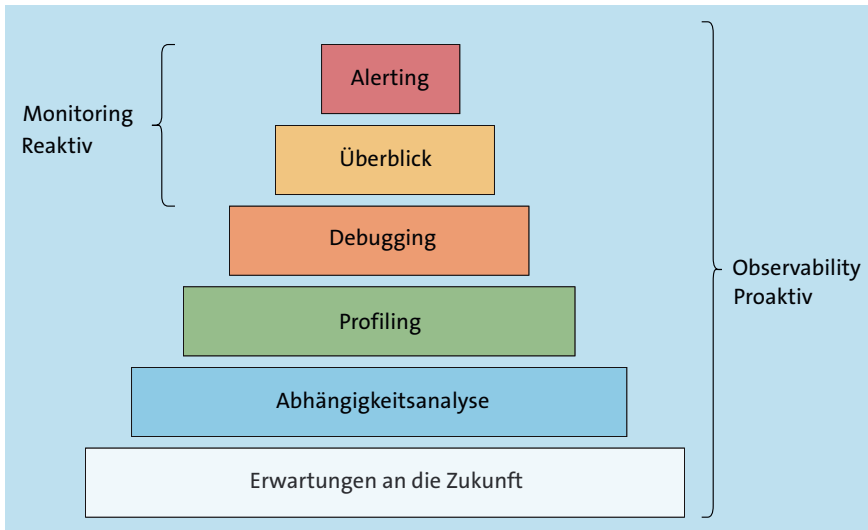 Alerting
Monitoring
Reaktiv
Überblick
Debugging
Observability
Proaktiv
Profiling
Abhängigkeitsanalyse
Erwartungen an die Zukunft